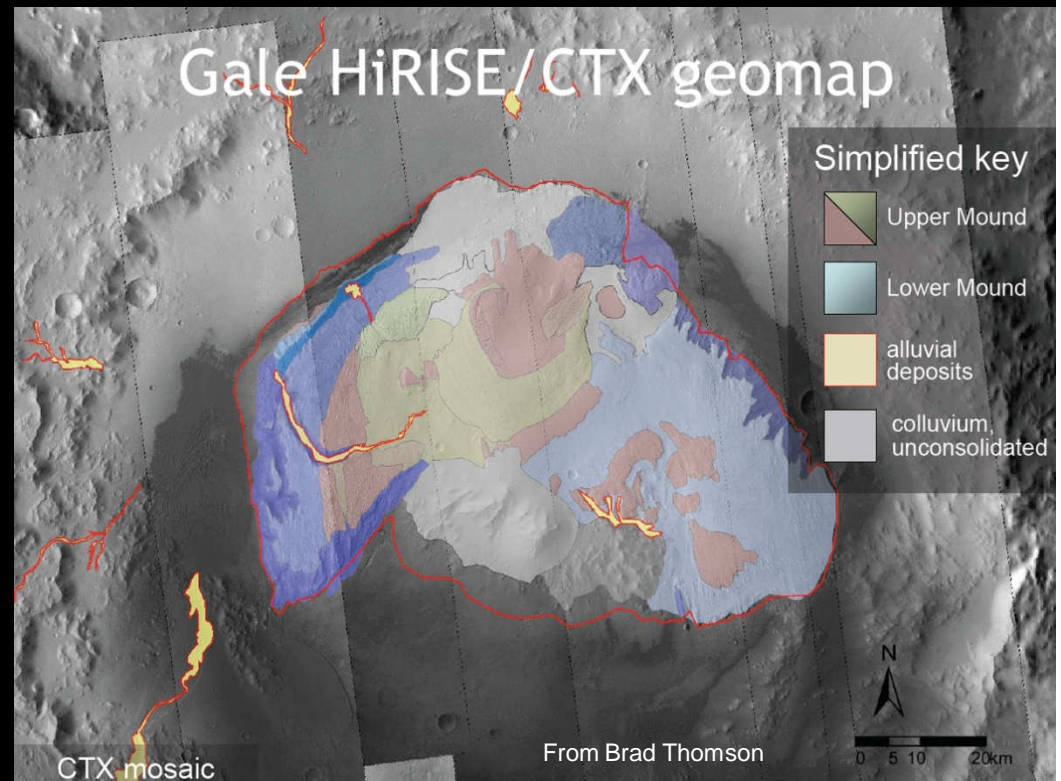 Gale HiRISE/CTX geomap
Simplified key
Upper Mound
Lower Mound
alluvial
deposits
colluvium,
unconsolidated
N
0 5 10 20km
From Brad Thomson
CTX mosaic